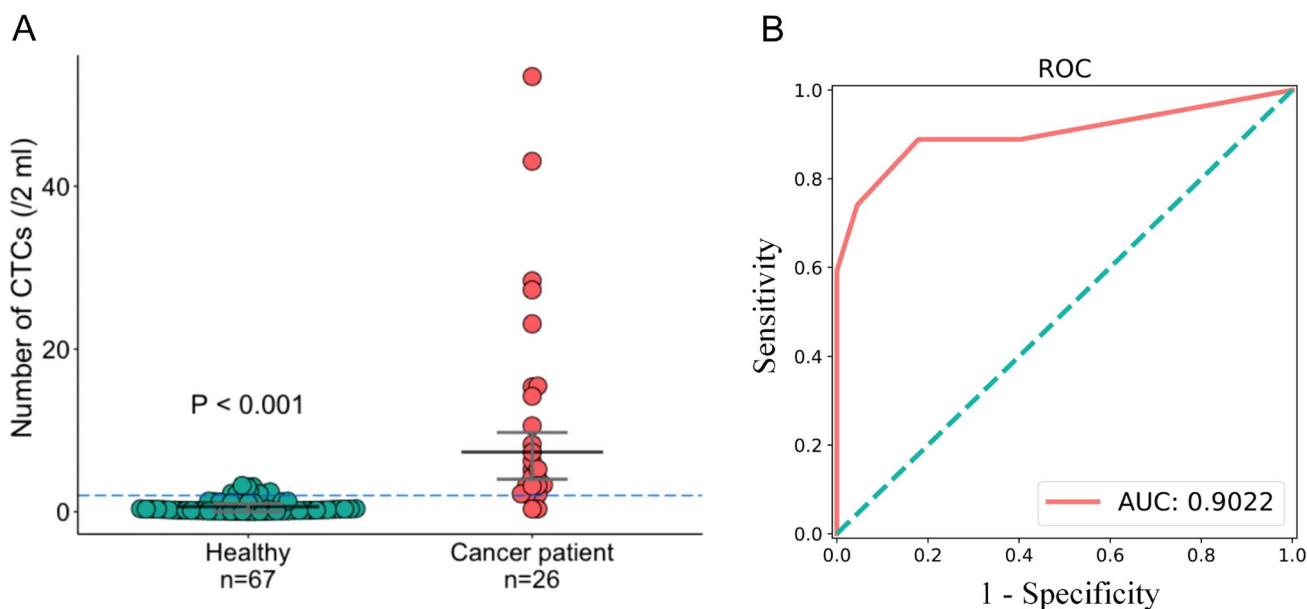 A
Number of CTCs (/2 ml)
40
20
0
P < 0.001
Healthy
n=67
Cancer patient
n=26
B
ROC
Sensitivity
1.0
0.8
0.6
0.4
0.2
0.0
AUC: 0.9022
0.0 0.2 0.4 0.6 0.8 1.0
1 - Specificity